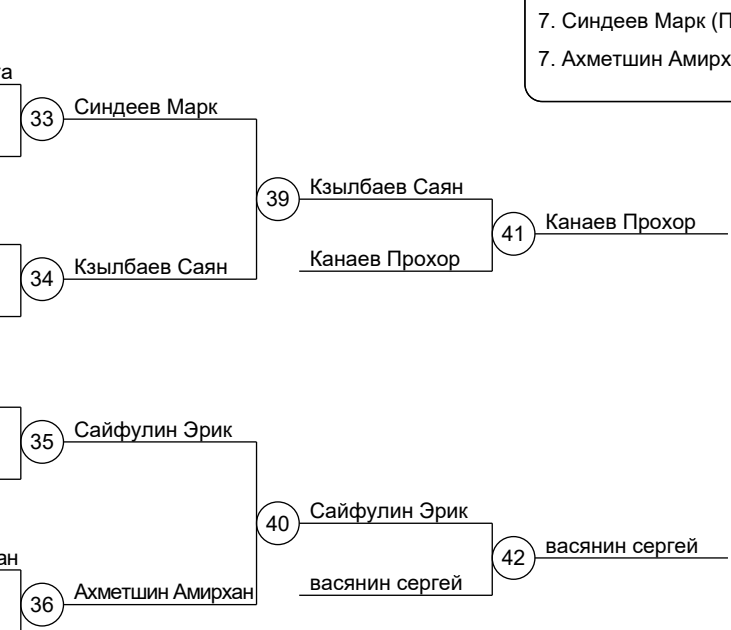 7. Синдеев Марк
7. Ахметшин
33 Синдеев Марк
39 Кзылбаев Саян
41 Канаев Прохор
Канаев Прохор
34 Кзылбаев Саян
35 Сайфулин Эрик
40 Сайфулин Эрик
42 васянин сергей
васянин сергей
36 Ахметшин Амирхан